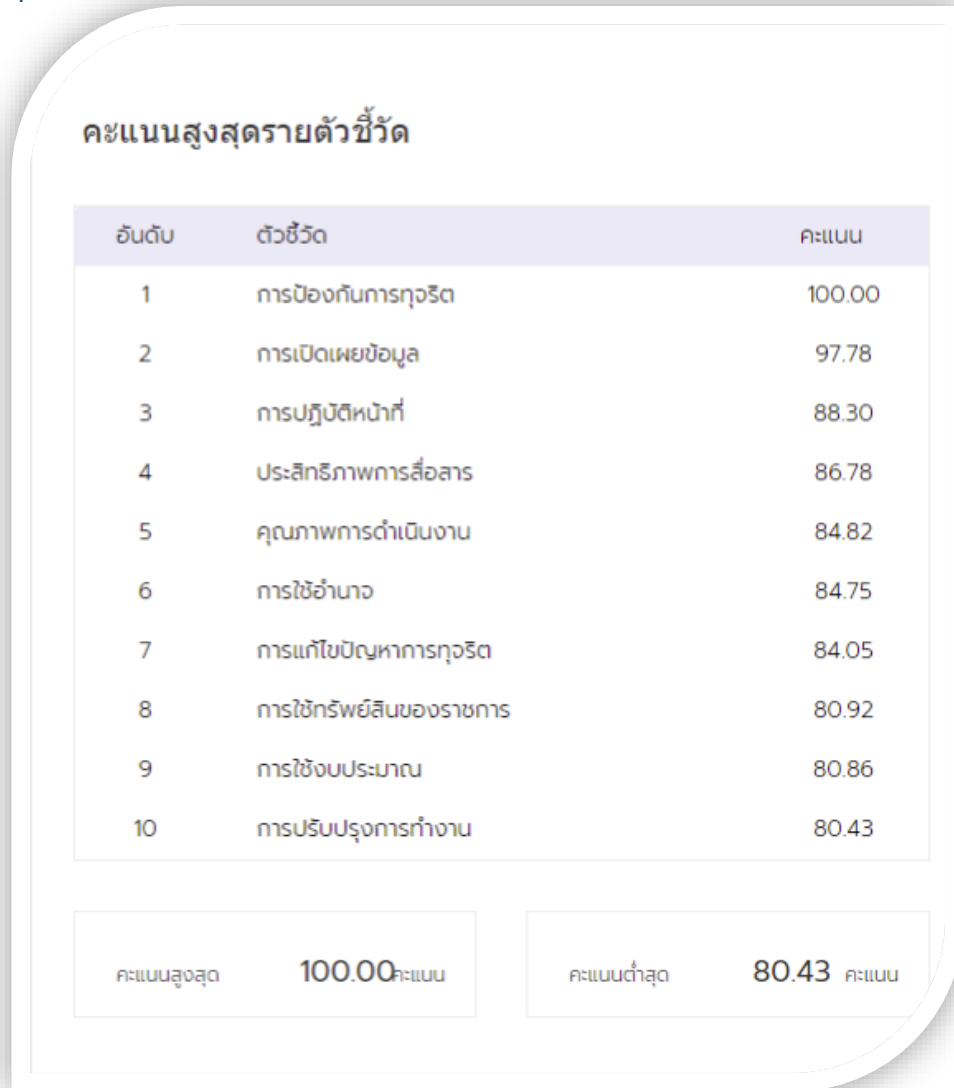 คะแนนสูงสุดรายตัวชี้วัด
อันดับ ตัวชี้วัด คะแนน
1 การป้องกันการทุจริต 100.00
2 การเปิดเผยข้อมูล 97.78
3 การปฏิบัติหน้าที่ 88.30
4 ประสิทธิภาพการสื่อสาร 86.78
5 คุณภาพการดำเนินงาน 84.82
6 การใช้อำนาจ 84.75
7 การแก้ไขปัญหาการทุจริต 84.05
8 การใช้ทรัพย์สินของราชการ 80.92
9 การใช้งบประมาณ 80.86
10 การปรับปรุงการทำงาน 80.43
คะแนนสูงสุด 100.00คะแนน คะแนนต่ำสุด 80.43 คะแนน